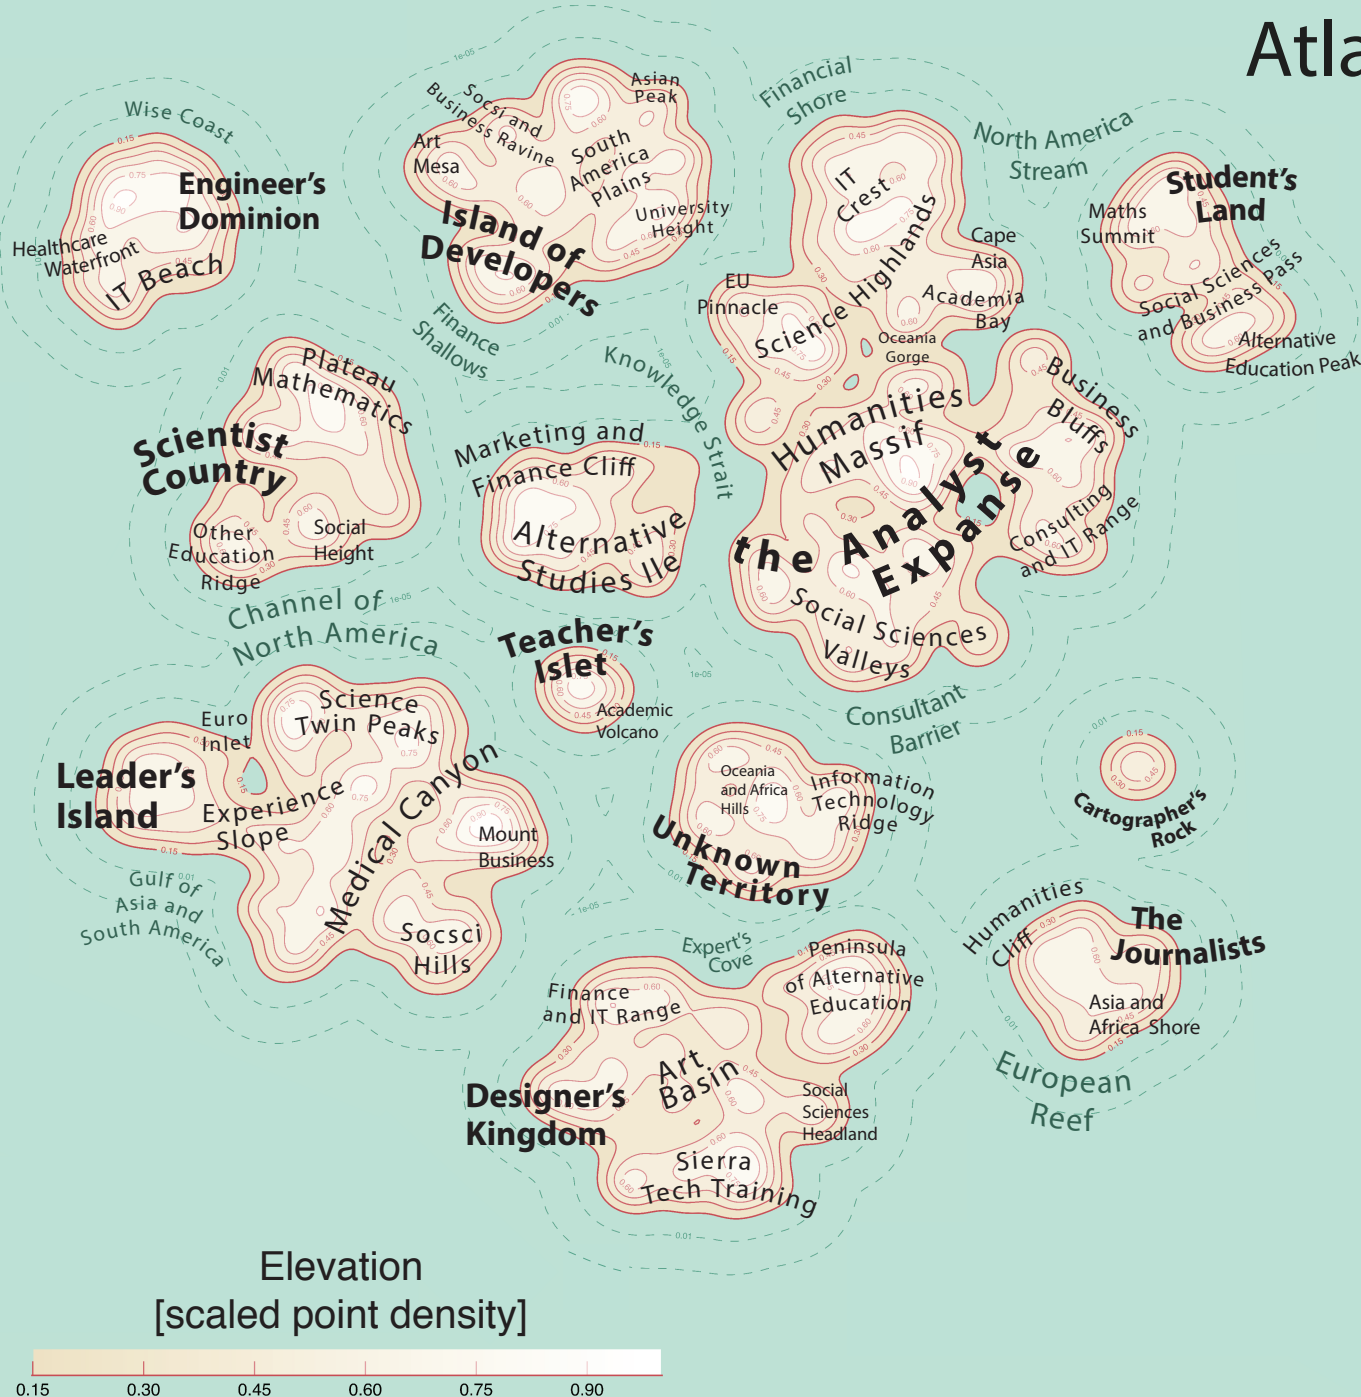 Atla
Wise Coast
Engineer's
Dominion
Healthcare
Waterfront
IT Beach
Socsi and
Business Ravine
Art
Mesa
Asian
Peak
South
America
Plains
University
Height
Island of
Developers
Finance
Shallows
Financial
Shore
North America
Stream
IT
Crest
Science Highlands
Cape
Asia
Academia
Bay
EU
Pinnacle
Oceania
Gorge
Student's
Land
Maths
Summit
Social Sciences
and Business Pass
Alternative
Education Peak
Plateau
Mathematics
Scientist
Country
Other
Education
Ridge
Social
Height
Channel of
North America
Knowledge Strait
Marketing and
Finance Cliff
Alternative
Studies Ile
Humanities
Massif
the Analyst
Expanse
Business
Bluffs
Consulting
and IT Range
Social Sciences
Valleys
Consultant
Barrier
Teacher's
Islet
Academic
Volcano
Science
Twin Peaks
Euro
Inlet
Leader's
Island
Experience
Slope
Medical Canyon
Mount
Business
Socsci
Hills
Gulf of
Asia and
South America
Oceania
and Africa
Hills
Information
Technology
Ridge
Unknown
Territory
Cartographer's
Rock
Humanities
Cliff
The
Journalists
Asia and
Africa Shore
European
Reef
Expert's
Cove
Peninsula
of Alternative
Education
Finance
and IT Range
Art
Basin
Designer's
Kingdom
Social
Sciences
Headland
Sierra
Tech Training
Elevation
[scaled point density]
0.15 0.30 0.45 0.60 0.75 0.90